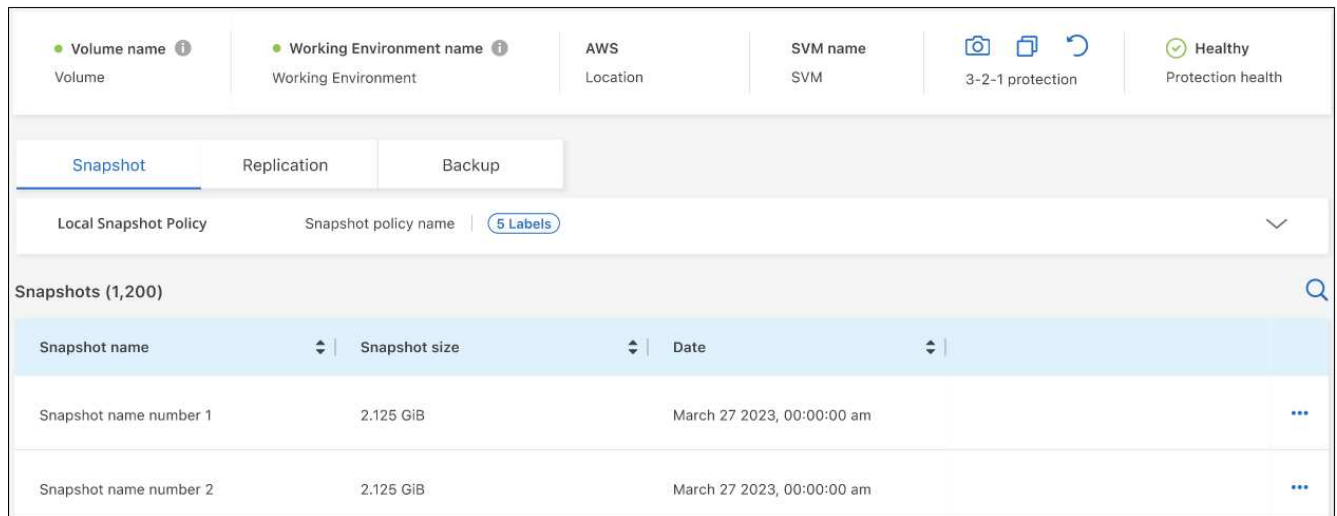 Volume name Working Environment name AWS SVM name Healthy
Volume Working Environment Location SVM 3-2-1 protection Protection health
Snapshot Replication Backup
Local Snapshot Policy Snapshot policy name 5 Labels
Snapshots (1,200)
Snapshot name Snapshot size Date
Snapshot name number 1 2.125 GiB March 27 2023, 00:00:00 am
Snapshot name number 2 2.125 GiB March 27 2023, 00:00:00 am